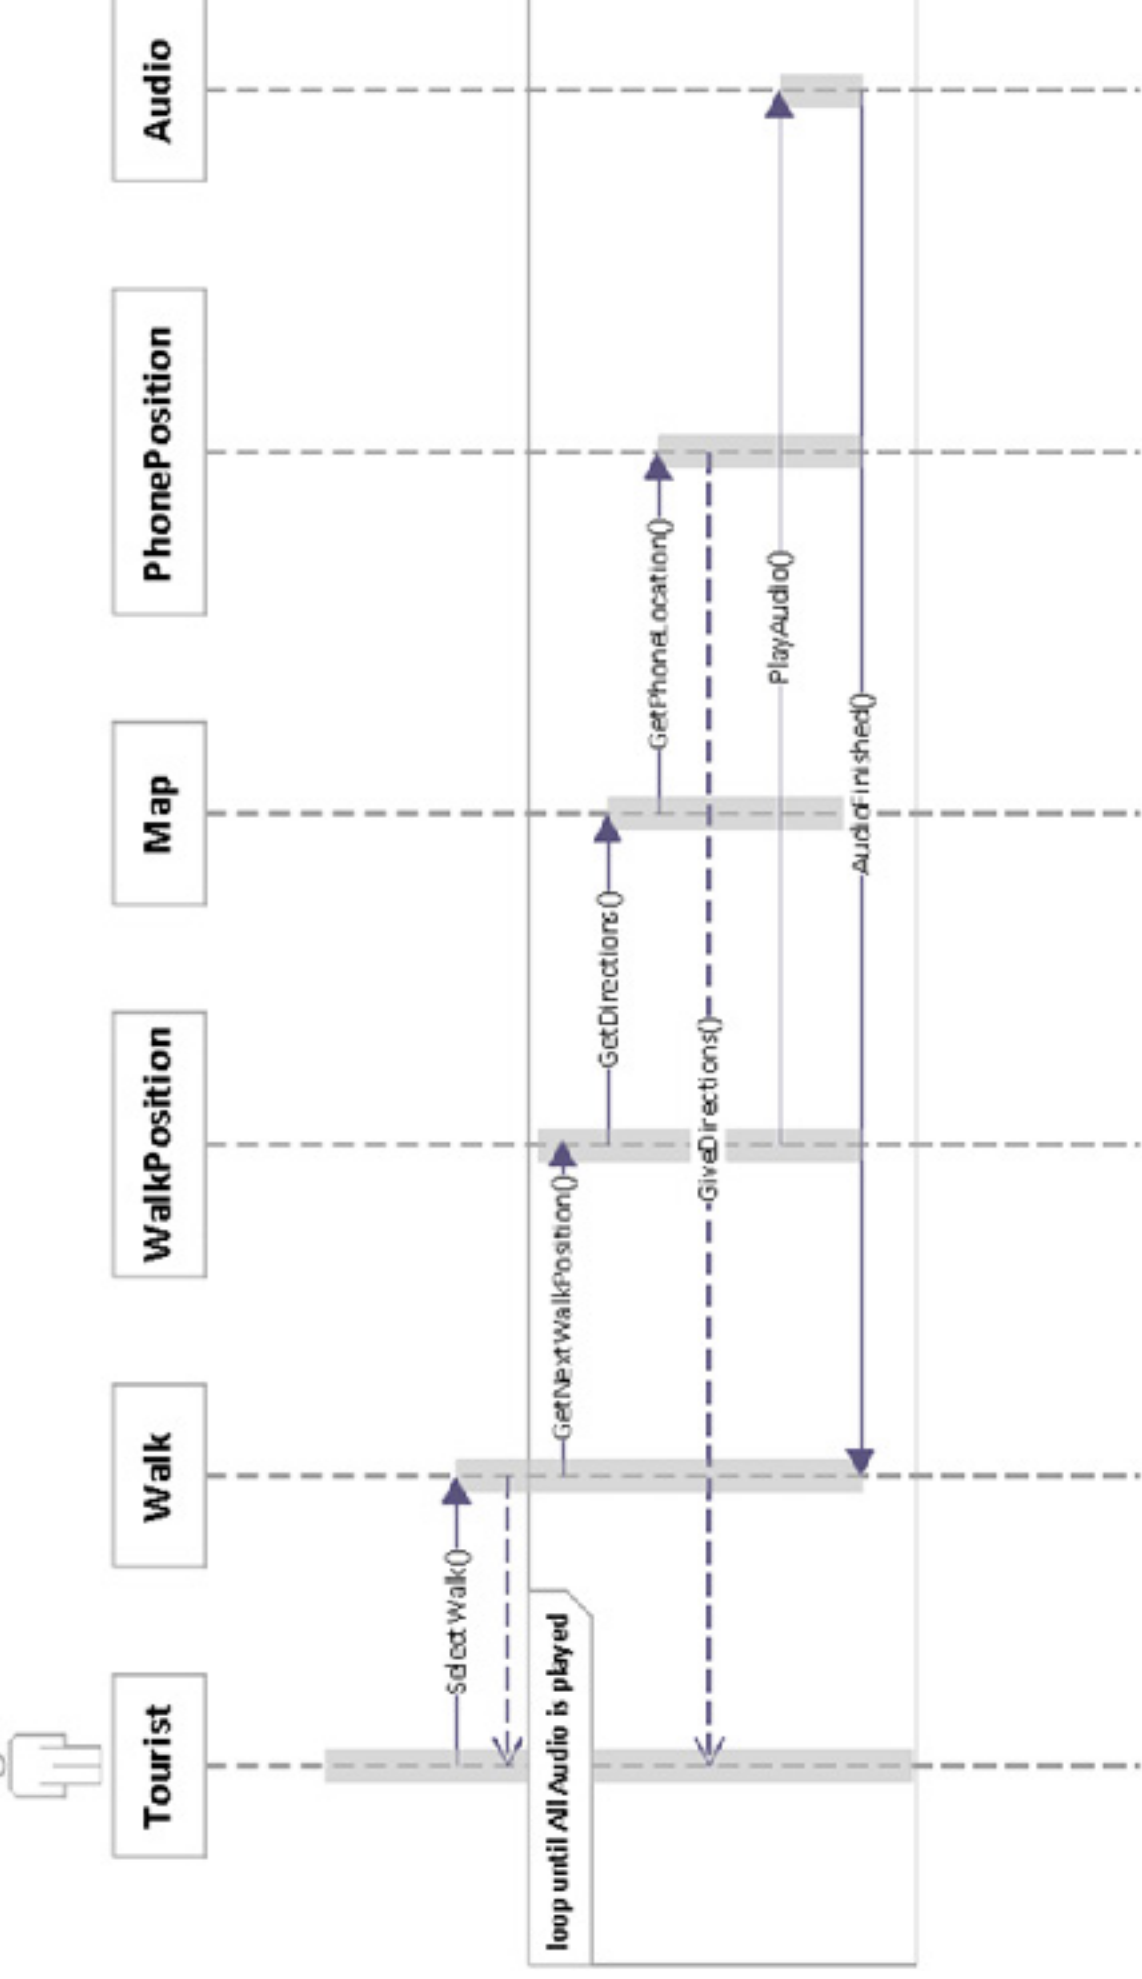 Tourist
Walk
WalkPosition
Map
PhonePosition
Audio
SelectWalk()
loop until All Audio is played
GetNextWalkPosition()
GetDirections()
GetPhoneLocation()
GiveDirections()
PlayAudio()
AudioFinished()